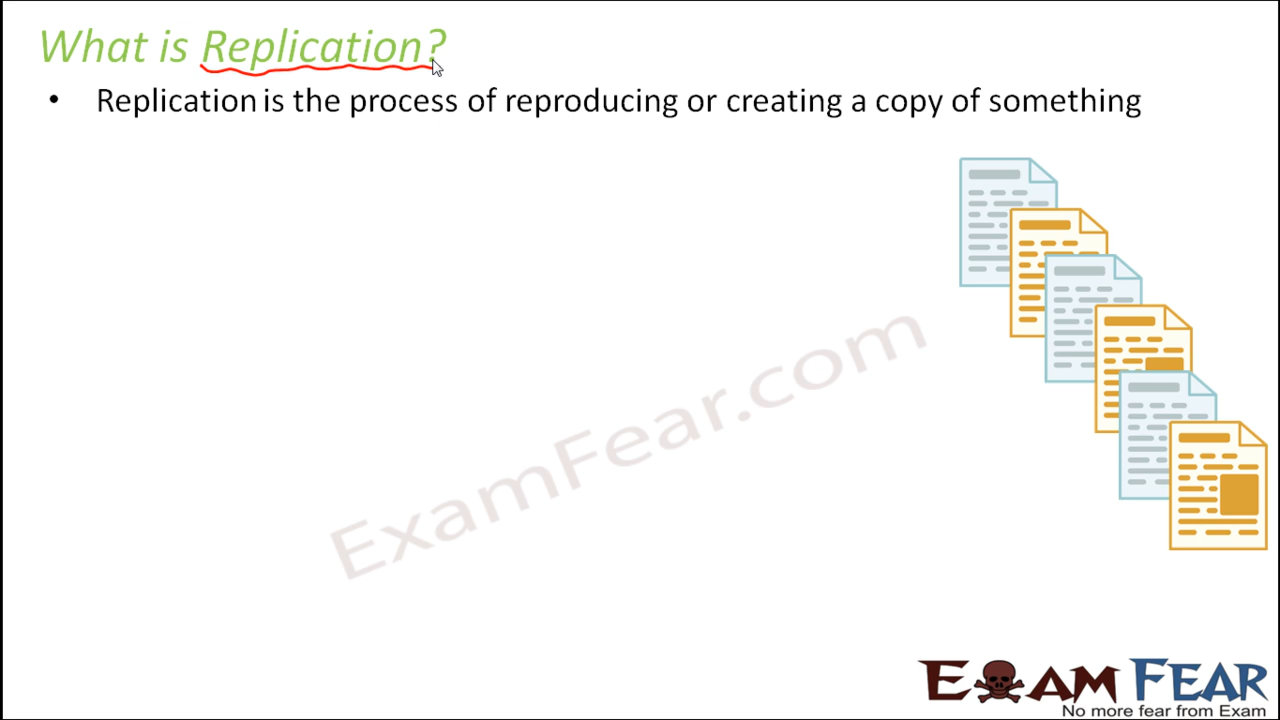 What is Replication?
• Replication is the process of reproducing or creating a copy of something
ExamFear.com
EXAM FEAR
No more fear from Exam